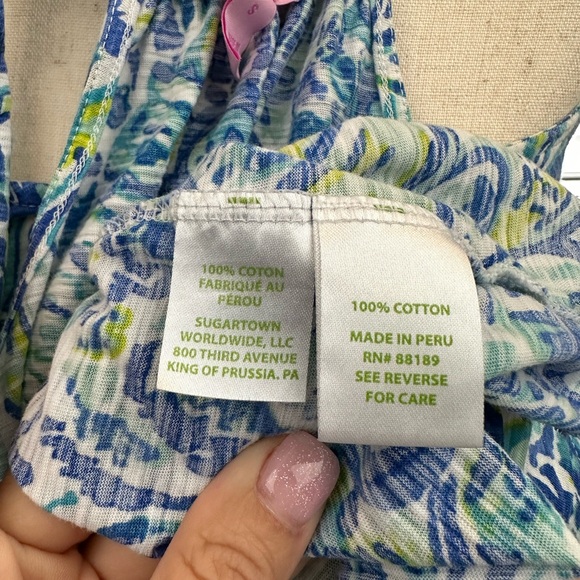 S
100% COTON
FABRIQUÉ AU
PÉROU
SUGARTOWN
WORLDWIDE, LLC
800 THIRD AVENUE
KING OF PRUSSIA. PA
100% COTTON
MADE IN PERU
RN# 88189
SEE REVERSE
FOR CARE